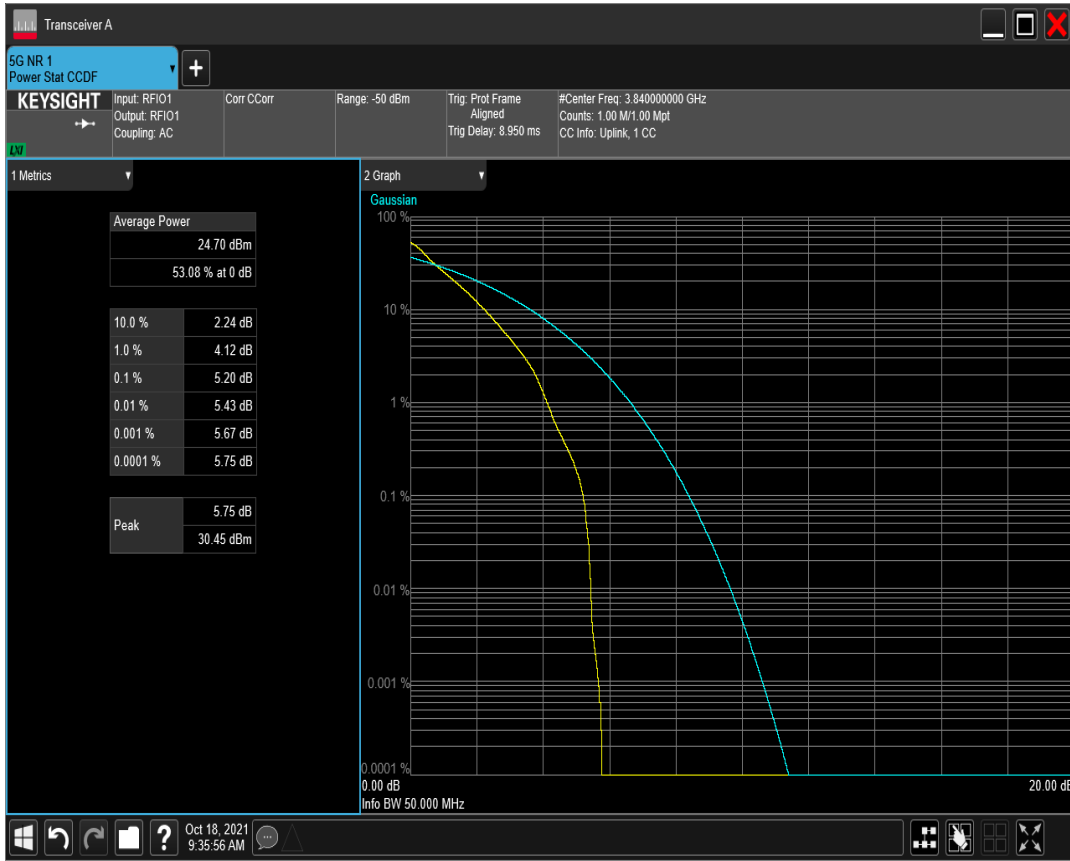 Transceiver A
5G NR 1
Power Stat CCDF
KEYSIGHT
LXI
Input: RFIO1
Output: RFIO1
Coupling: AC
Corr CCorr
Range: -50 dBm
Trig: Prot Frame
Aligned
Trig Delay: 8.950 ms
#Center Freq: 3.840000000 GHz
Counts: 1.00 M/1.00 Mpt
CC Info: Uplink, 1 CC
1 Metrics
Average Power
24.70 dBm
53.08 % at 0 dB
10.0 % 2.24 dB
1.0 % 4.12 dB
0.1 % 5.20 dB
0.01 % 5.43 dB
0.001 % 5.67 dB
0.0001 % 5.75 dB
Peak
5.75 dB
30.45 dBm
2 Graph
Gaussian
100 %
10 %
1 %
0.1 %
0.01 %
0.001 %
0.0001 %
0.00 dB 20.00 dB
Info BW 50.000 MHz
? Oct 18, 2021
9:35:56 AM